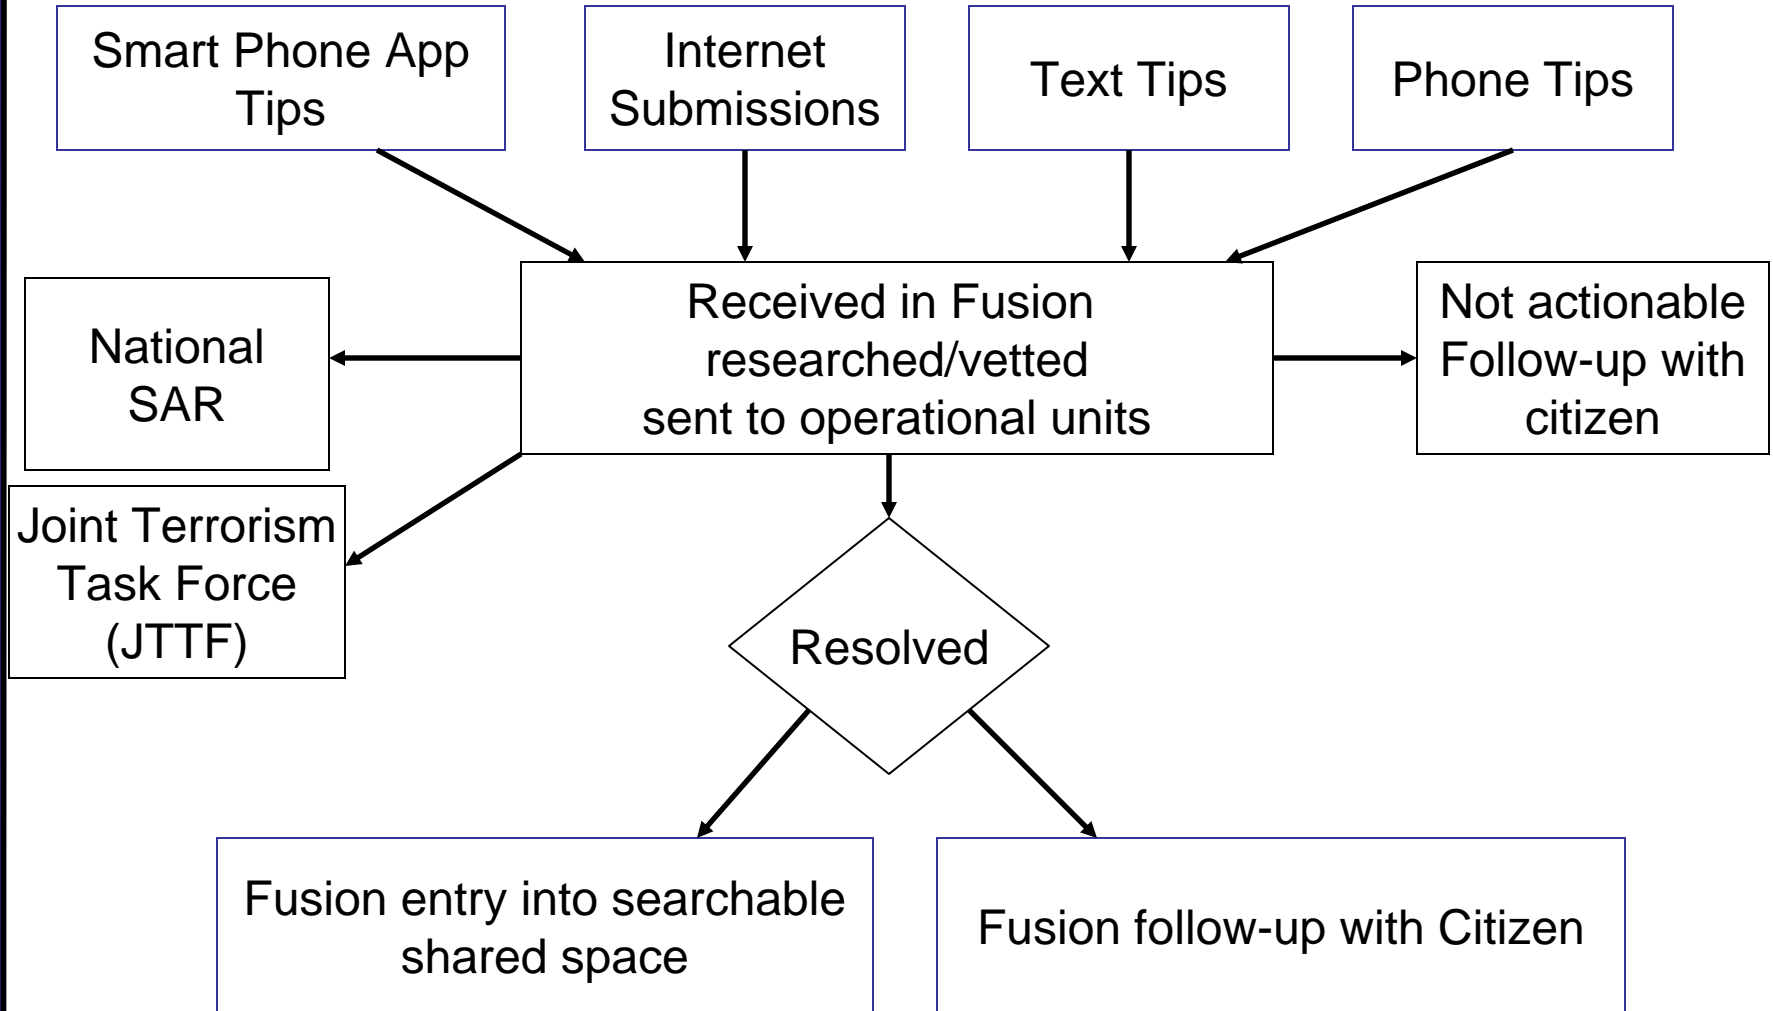 Smart Phone App
Tips
Internet
Submissions
Text Tips
Phone Tips
National
SAR
Received in Fusion
researched/vetted
sent to operational units
Not actionable
Follow-up with
citizen
Joint Terrorism
Task Force
(JTTF)
Resolved
Fusion entry into searchable
shared space
Fusion follow-up with Citizen